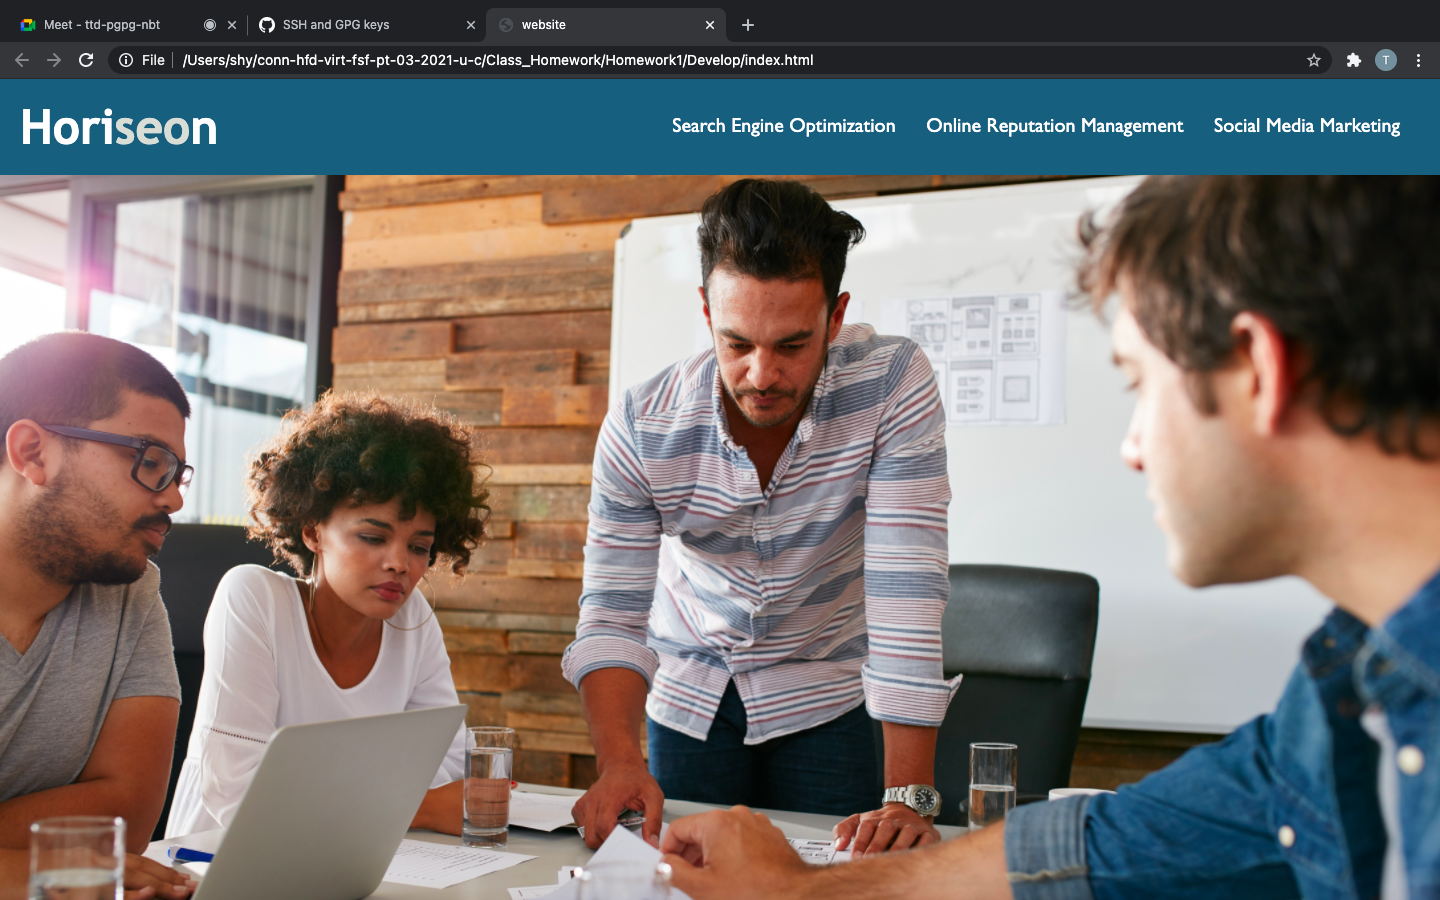 Meet - ttd-pgpg-nbt
SSH and GPG keys
website
File
/Users/shy/conn-hfd-virt-fsf-pt-03-2021-u-c/Class_Homework/Homework1/Develop/index.html
T
Horiseon
Search Engine Optimization
Online Reputation Management
Social Media Marketing